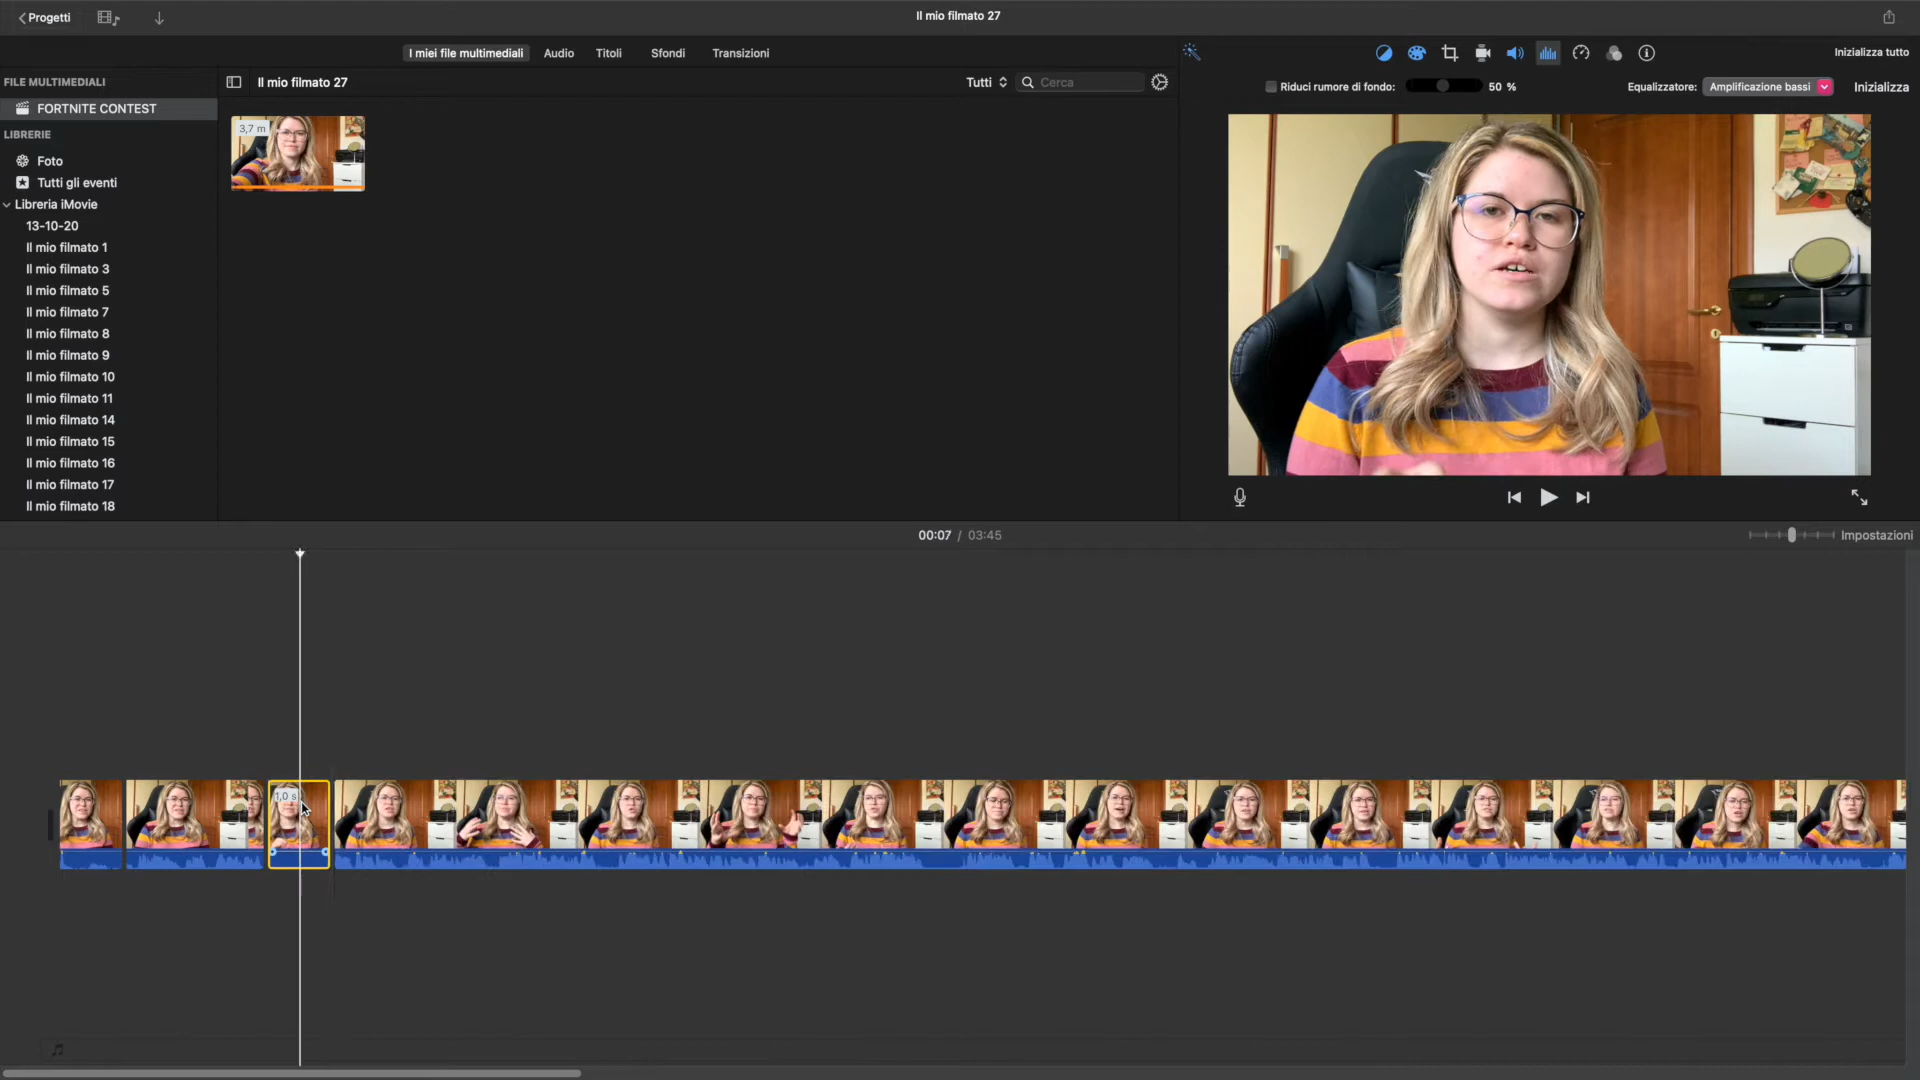 Progetti
Il mio filmato 27
I miei file multimediali
Audio
Titoli
Sfondi
Transizioni
Inizializza tutto
FILE MULTIMEDIALI
Il mio filmato 27
Tutti
Cerca
Riduci rumore di fondo:
50 %
Equalizzatore:
Amplificazione bassi
Inizializza
FORTNITE CONTEST
LIBRERIE
Foto
Tutti gli eventi
Libreria iMovie
13-10-20
Il mio filmato 1
Il mio filmato 3
Il mio filmato 5
Il mio filmato 7
Il mio filmato 8
Il mio filmato 9
Il mio filmato 10
Il mio filmato 11
Il mio filmato 14
Il mio filmato 15
Il mio filmato 16
Il mio filmato 17
Il mio filmato 18
3,7 m
00:07 / 03:45
Impostazioni
1,0 s